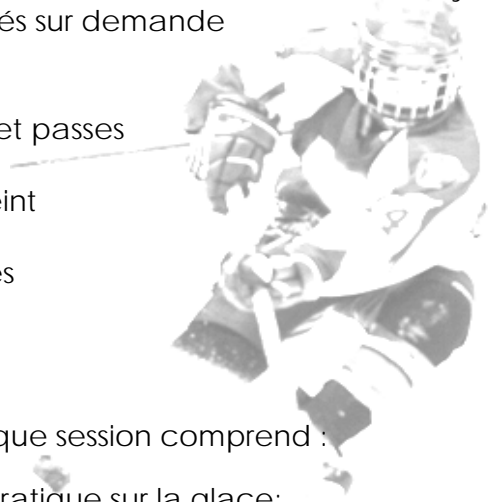 és sur demande
et passes
eint
es
que session comprend :
ratique sur la glace: